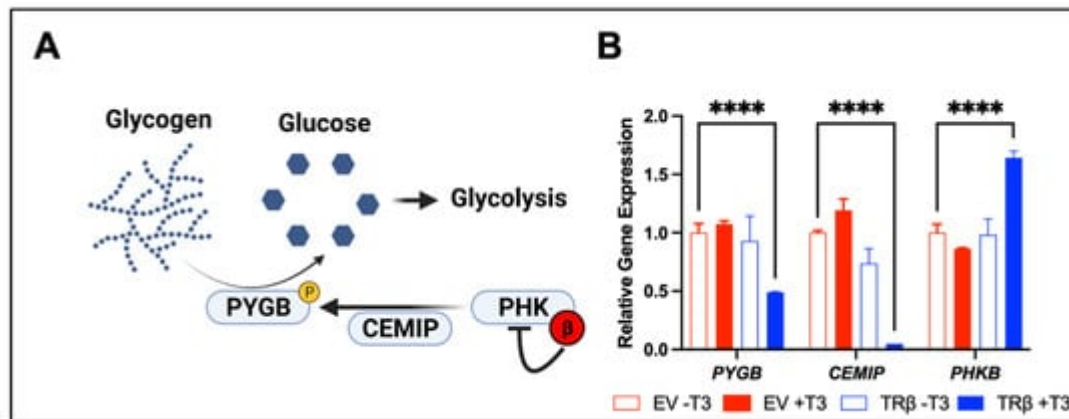 A
Glycogen
Glucose
Glycolysis
PYGB
P
CEMIP
PHK
β
B
**** **** ****
Relative Gene Expression
2.0
1.5
1.0
0.5
0.0
PYGB CEMIP PHKB
EV -T3 EV +T3 TRβ -T3 TRβ +T3